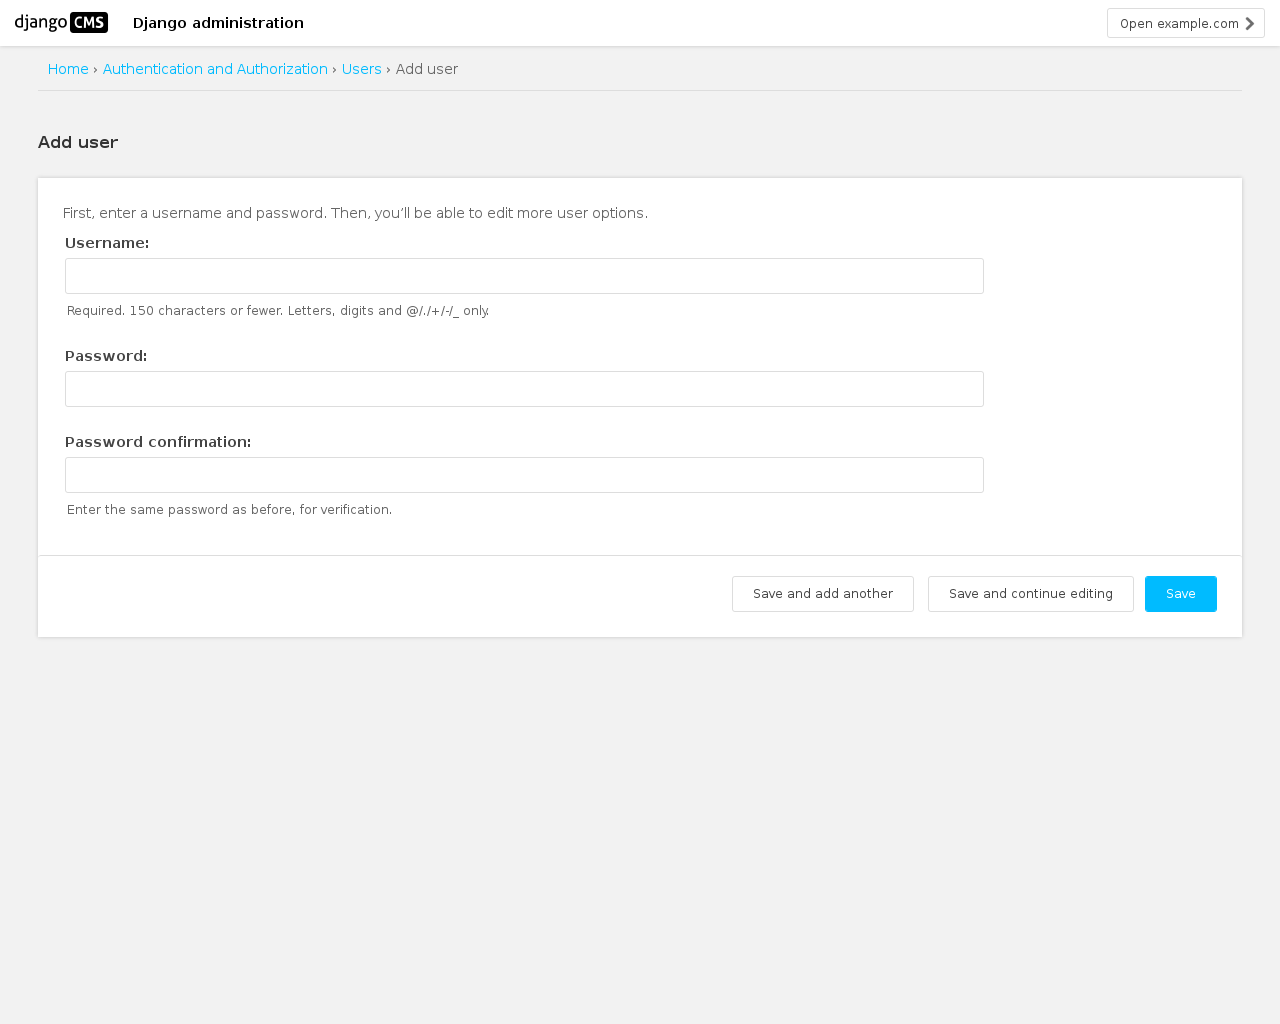 django CMS Django administration Open example.com
Home › Authentication and Authorization › Users › Add user
Add user
First, enter a username and password. Then, you’ll be able to edit more user options.
Username:
Required. 150 characters or fewer. Letters, digits and @/./+/-/_ only.
Password:
Password confirmation:
Enter the same password as before, for verification.
Save and add another Save and continue editing Save